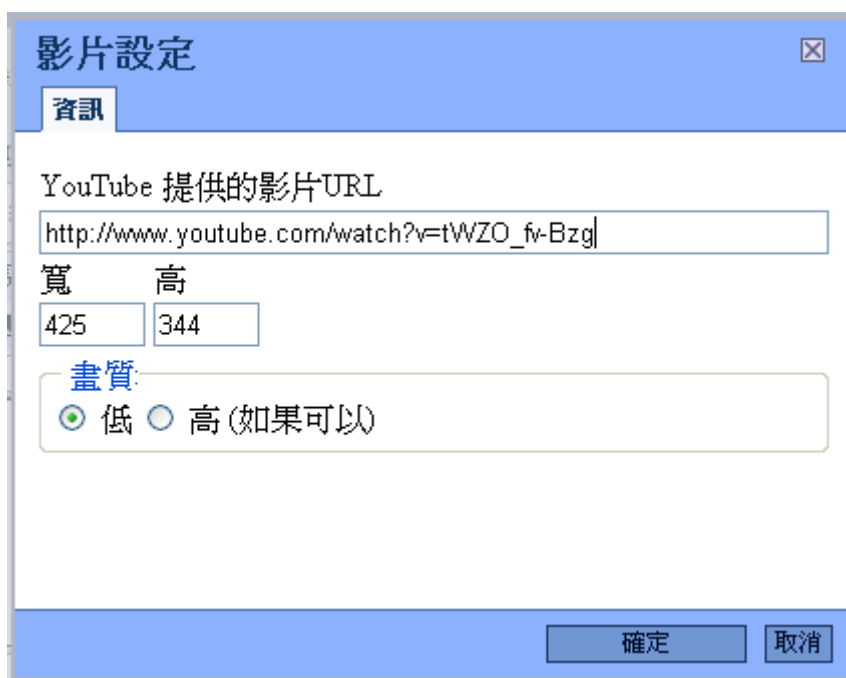 影片設定
資訊
YouTube 提供的影片URL
http://www.youtube.com/watch?v=tWZO_fv-Bzg
寬 高
425 344
畫質:
低 高(如果可以)
確定 取消